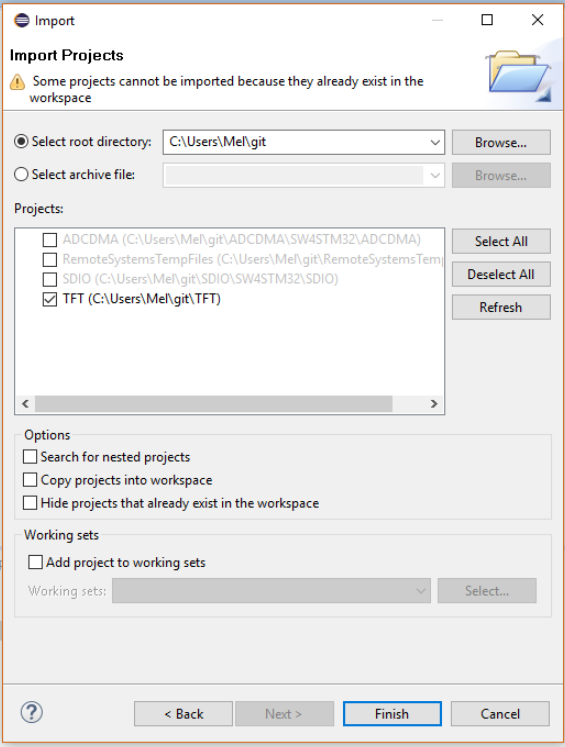 Import
Import Projects
Some projects cannot be imported because they already exist in the
workspace
Select root directory: C:\Users\Mel\git Browse...
Select archive file: Browse...
Projects:
ADCDMA (C:\Users\Mel\git\ADCDMA\SW4STM32\ADCDMA) Select All
RemoteSystemsTempFiles (C:\Users\Mel\git\RemoteSystemsTemp
SDIO (C:\Users\Mel\git\SDIO\SW4STM32\SDIO) Deselect All
TFT (C:\Users\Mel\git\TFT) Refresh
Options
Search for nested projects
Copy projects into workspace
Hide projects that already exist in the workspace
Working sets
Add project to working sets
Working sets: Select...
? < Back Next > Finish Cancel